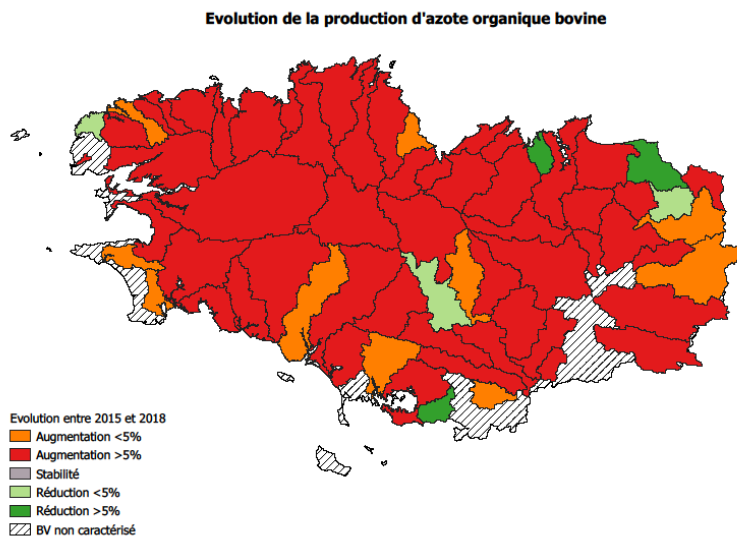 Evolution de la production d'azote organique bovine
Evolution entre 2015 et 2018
Augmentation <5%
Augmentation >5%
Stabilité
Réduction <5%
Réduction >5%
BV non caractérisé